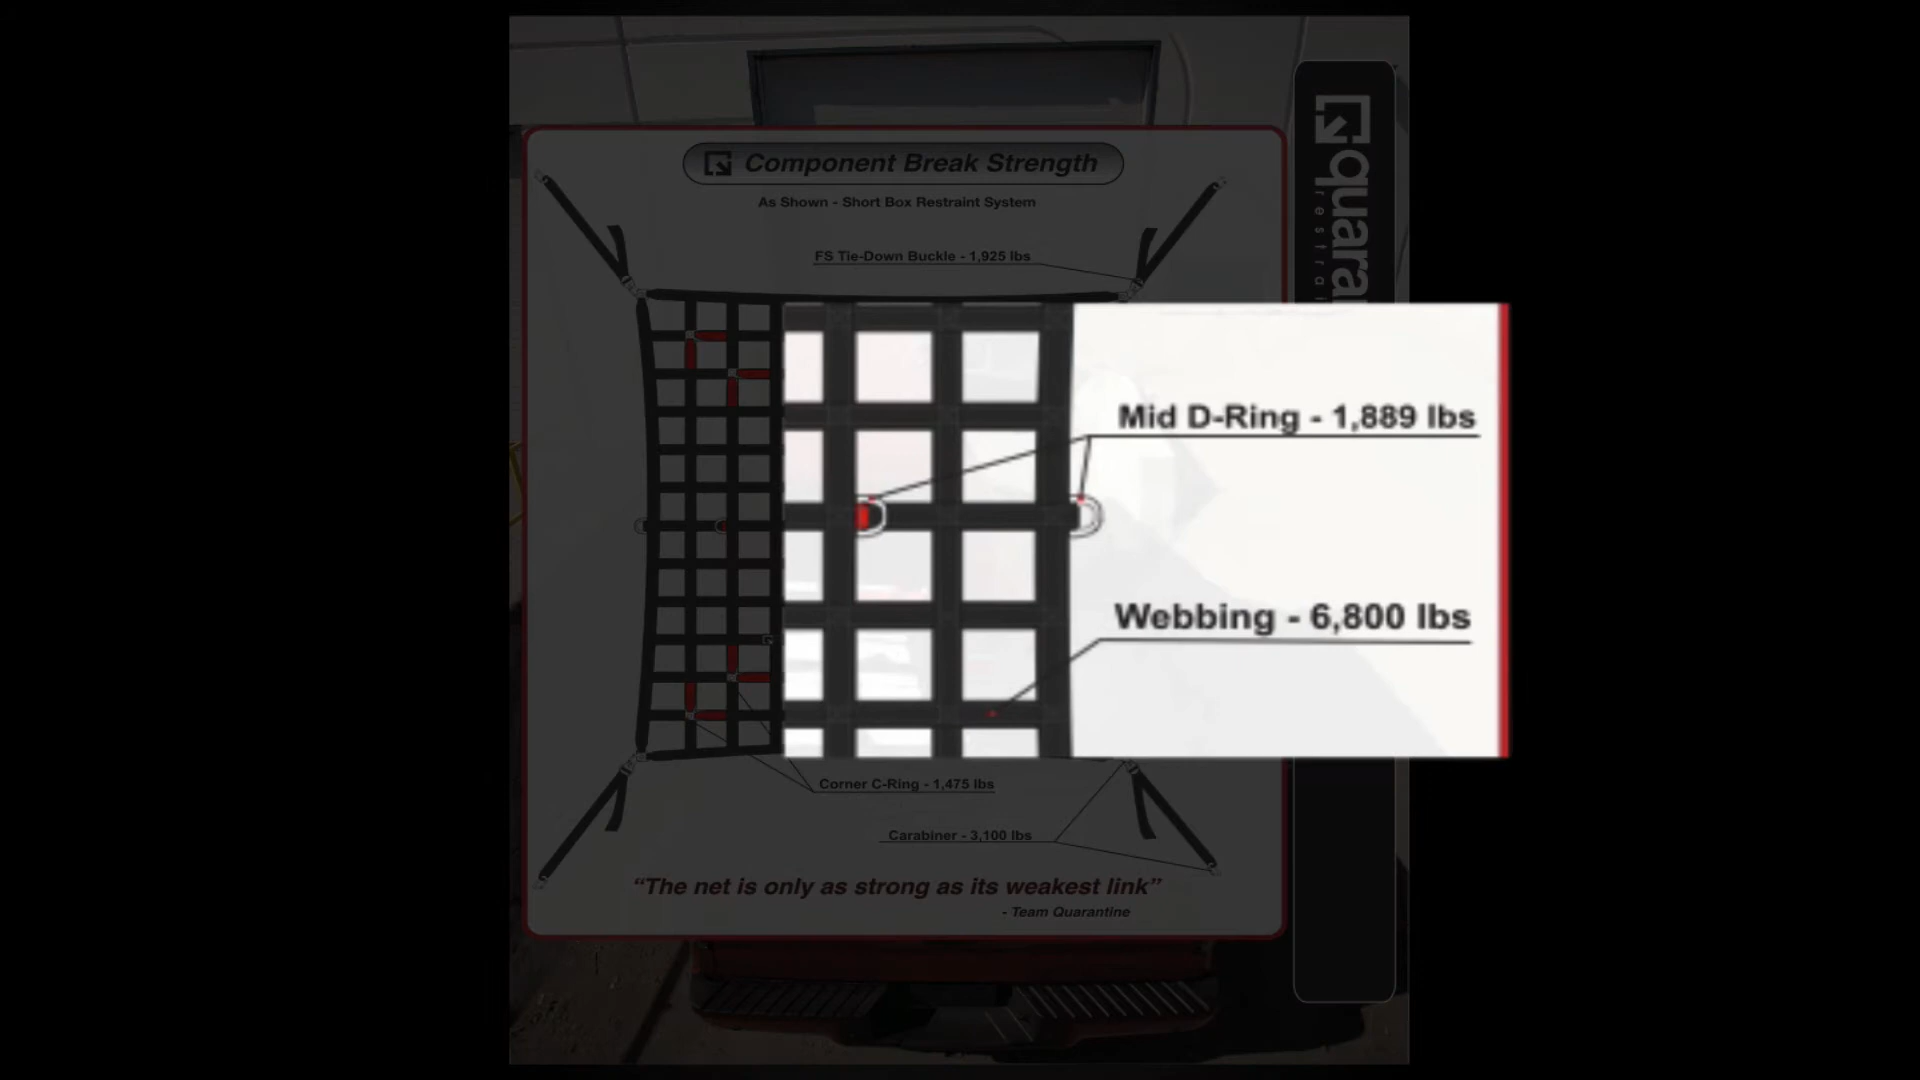 Component Break Strength
As Shown - Short Box Restraint System
FS Tie-Down Buckle - 1,925 lbs
Mid D-Ring - 1,889 lbs
Webbing - 6,800 lbs
Corner C-Ring - 1,475 lbs
Carabiner - 3,100 lbs
“The net is only as strong as its weakest link”
- Team Quarantine
quara
restrai